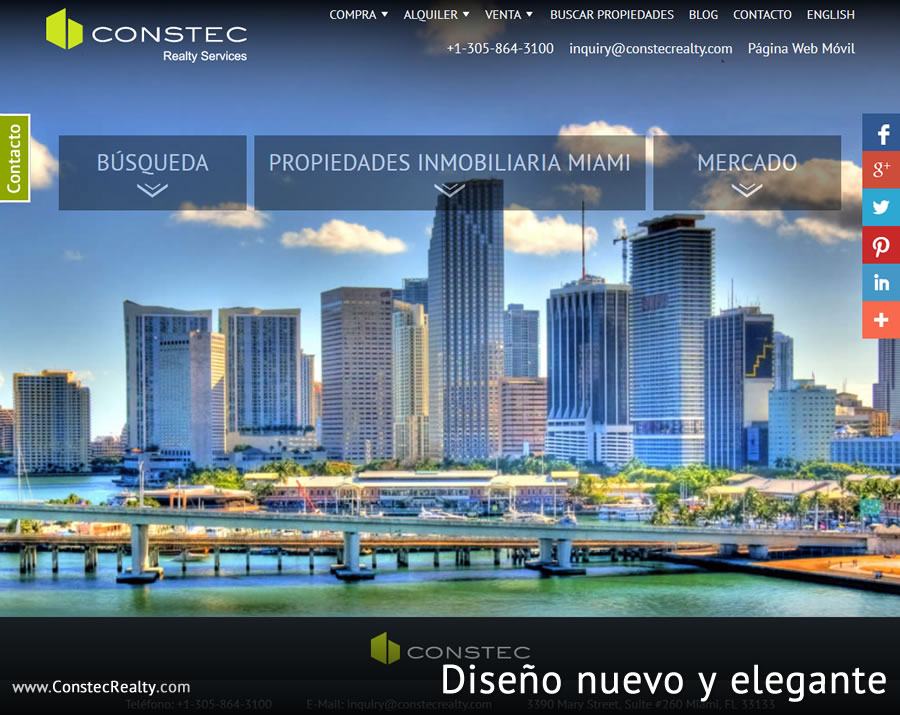 CONSTEC
Realty Services
COMPRA ALQUILER VENTA BUSCAR PROPIEDADES BLOG CONTACTO ENGLISH
+1-305-864-3100 inquiry@constecrealty.com Página Web Móvil
Contacto
BÚSQUEDA PROPIEDADES INMOBILIARIA MIAMI MERCADO
f
g+
p
in
+
CONSTEC
Diseño nuevo y elegante
www.ConstecRealty.com
Teléfono: +1-305-864-3100 E-Mail: inquiry@constecrealty.com 3390 Mary Street, Suite #260 Miami, FL 33133